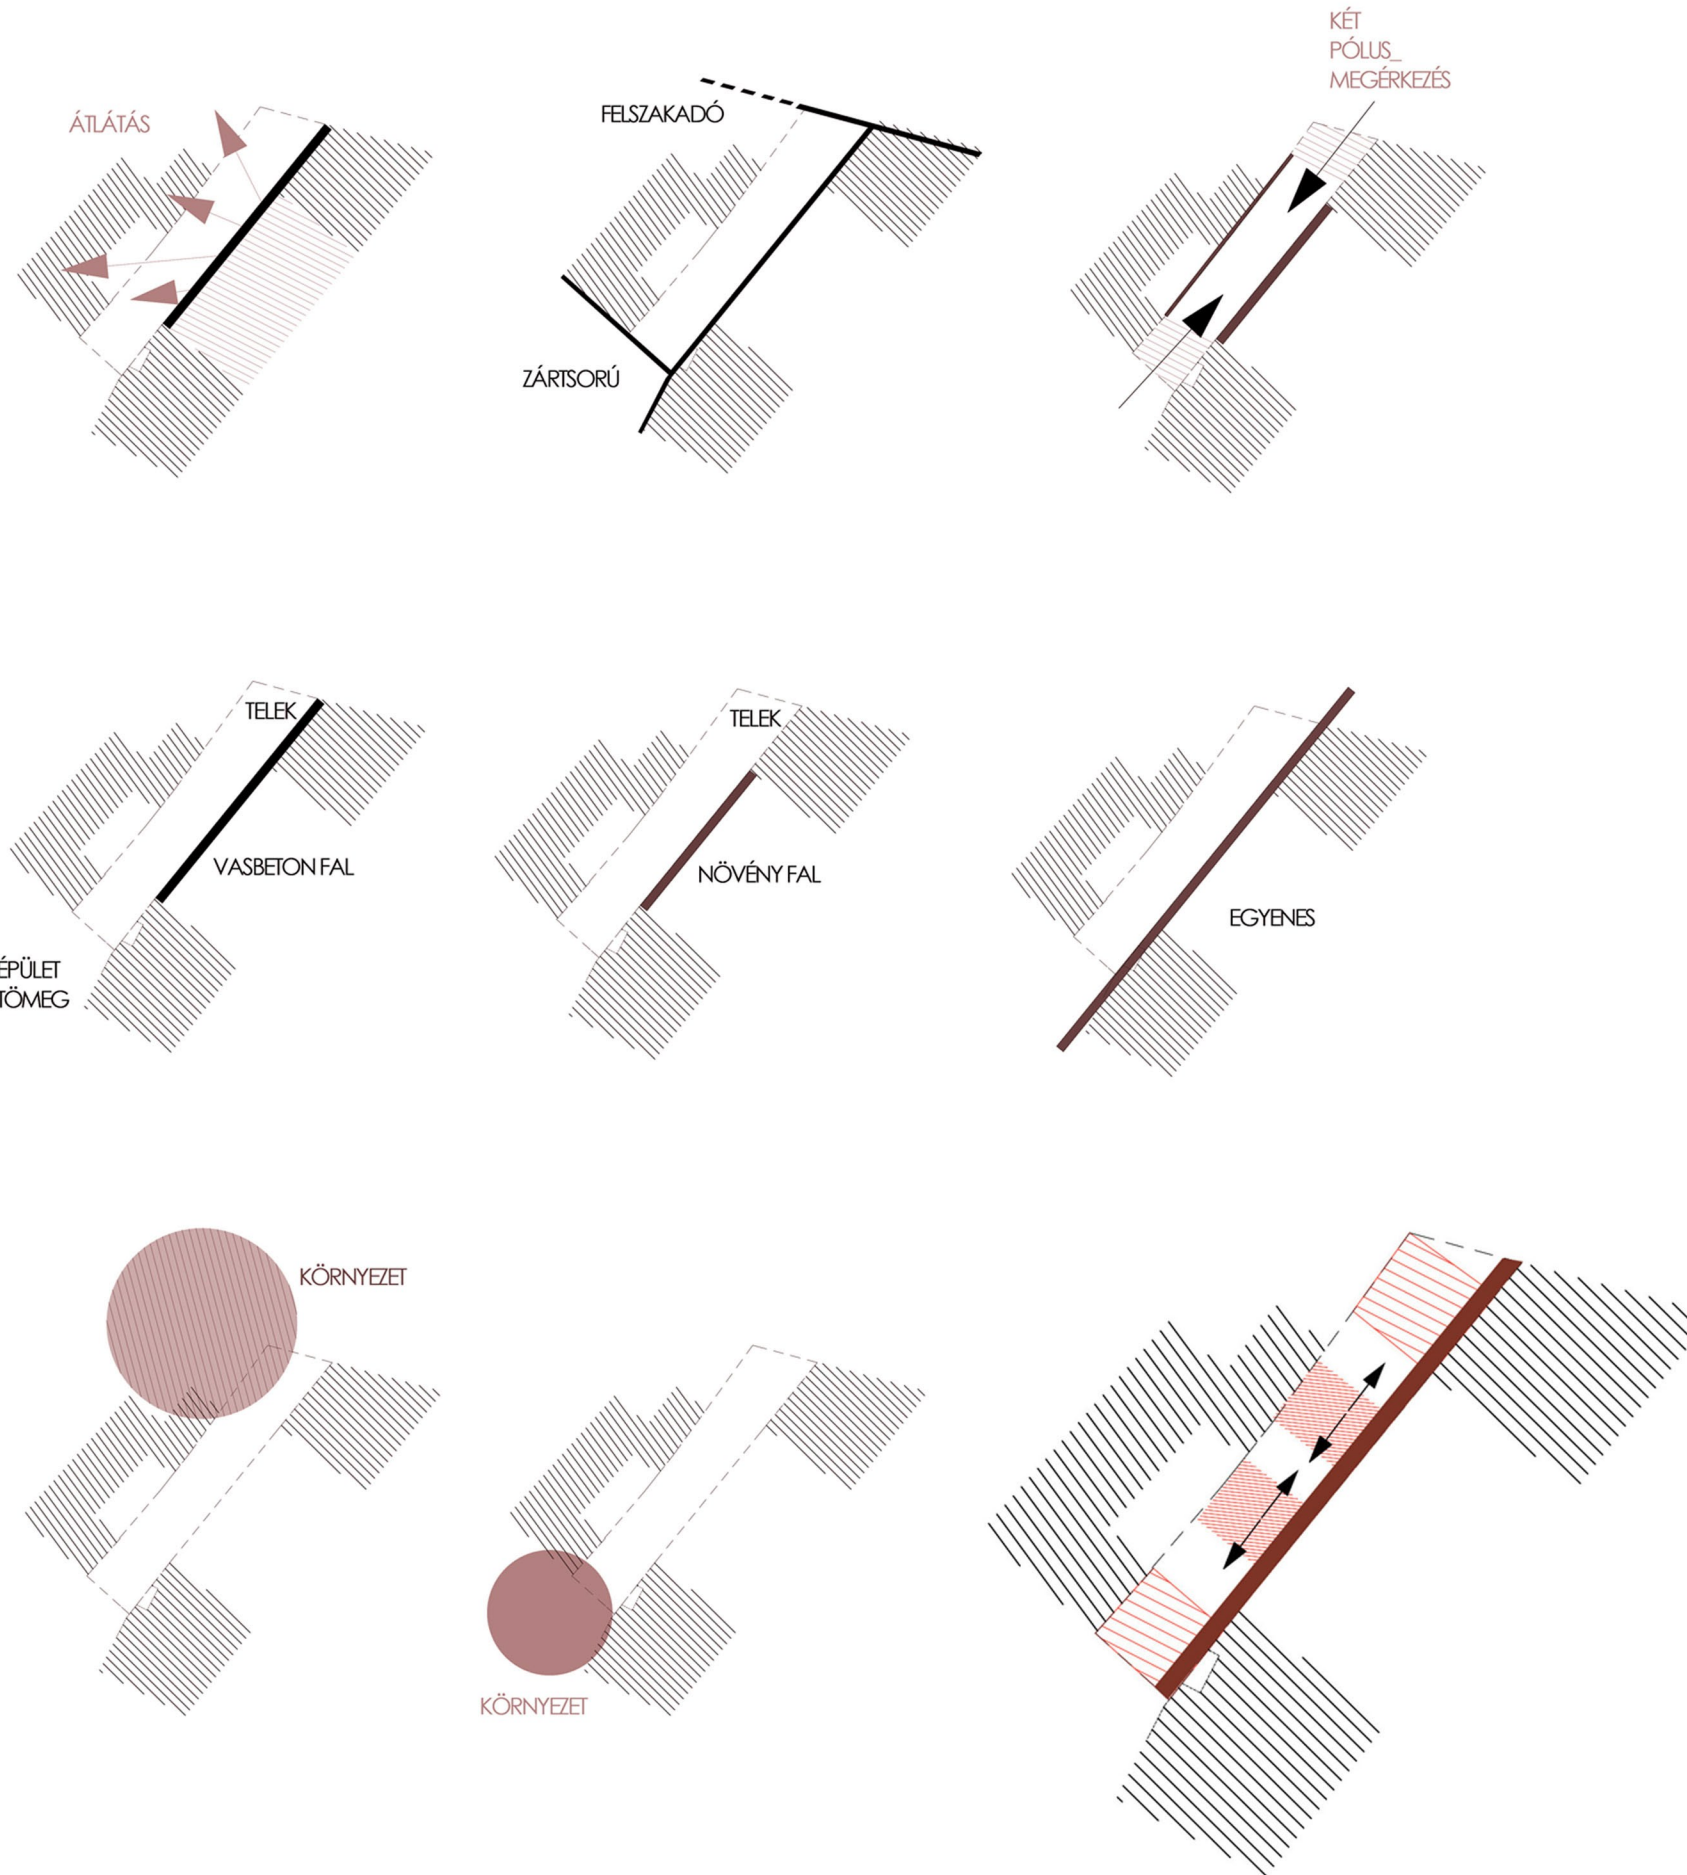 ÁTLÁTÁS
FELSZAKADÓ
ZÁRTSORÚ
KÉT
PÓLUS_
MEGÉRKEZÉS
TELEK
VASBETON FAL
ÉPÜLET
TÖMEG
TELEK
NÖVÉNY FAL
EGYENES
KÖRNYEZET
KÖRNYEZET